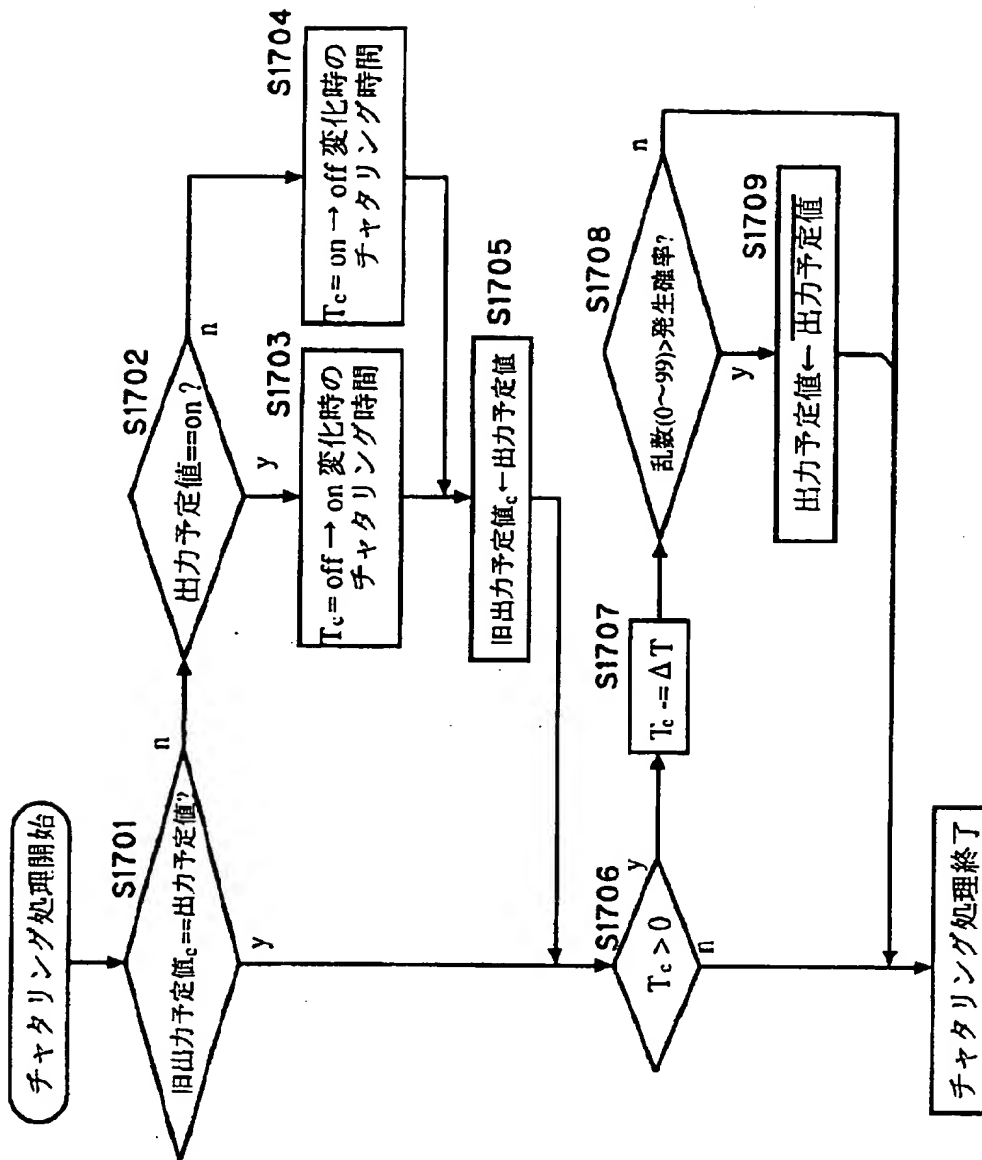 チャタリング処理開始
S1701
旧出力予定値c==出力予定値?
n
y
S1702
出力予定値==on ?
n
y
S1703
Tc= off → on 変化時の
チャタリング時間
S1704
Tc= on → off 変化時の
チャタリング時間
S1705
旧出力予定値c←出力予定値
S1706
Tc > 0
y
n
S1707
Tc -= ΔT
S1708
乱数(0〜99)>発生確率?
n
y
S1709
出力予定値← 出力予定値
チャタリング処理終了